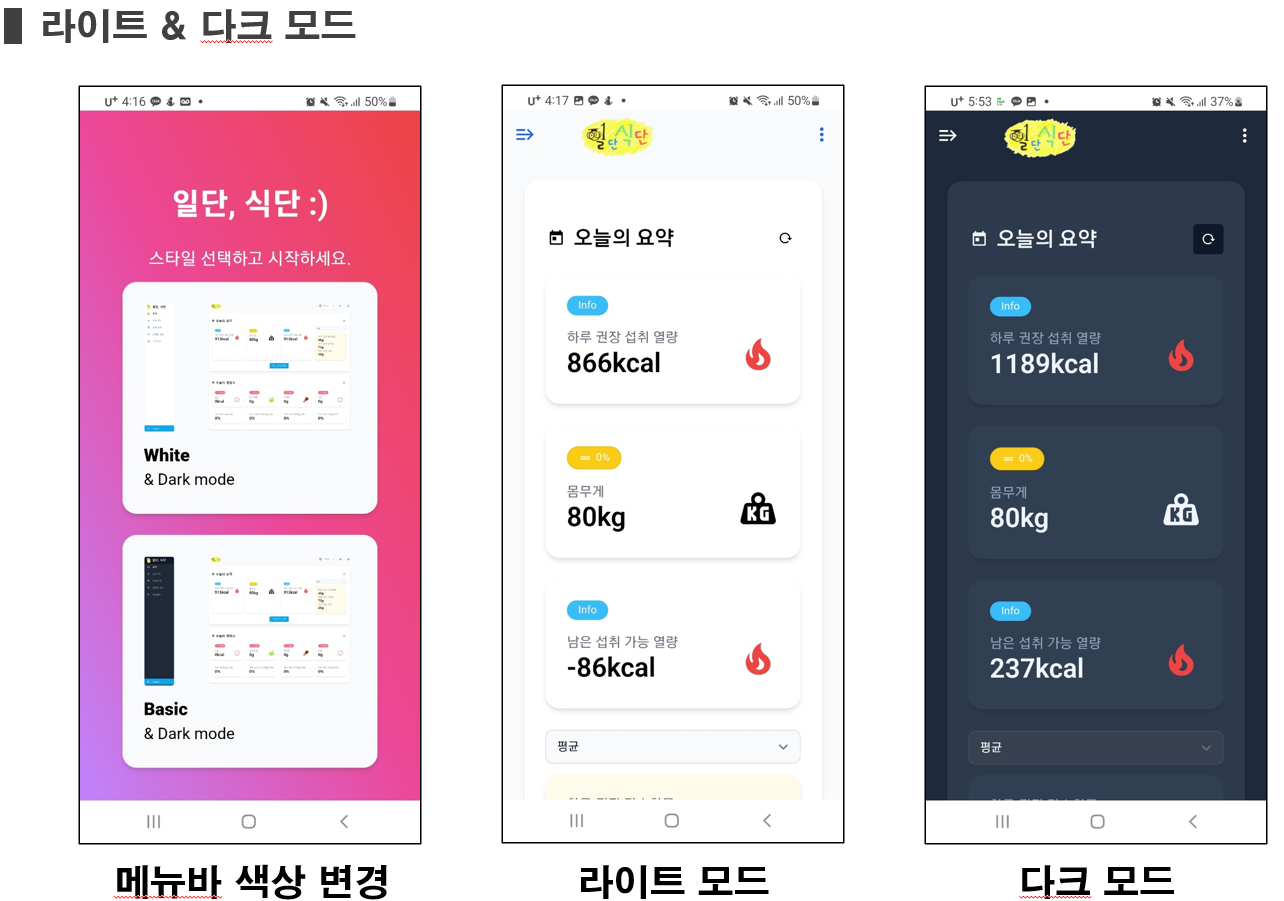 라이트 & 다크 모드
U+ 4:16
50%
일단, 식단 :)
스타일 선택하고 시작하세요.
White
& Dark mode
Basic
& Dark mode
메뉴바 색상 변경
U+ 4:17
50%
일단식단
오늘의 요약
Info
하루 권장 섭취 열량
866kcal
0%
몸무게
80kg
KG
Info
남은 섭취 가능 열량
-86kcal
평균
라이트 모드
U+ 5:53
37%
일단식단
오늘의 요약
Info
하루 권장 섭취 열량
1189kcal
0%
몸무게
80kg
KG
Info
남은 섭취 가능 열량
237kcal
평균
다크 모드